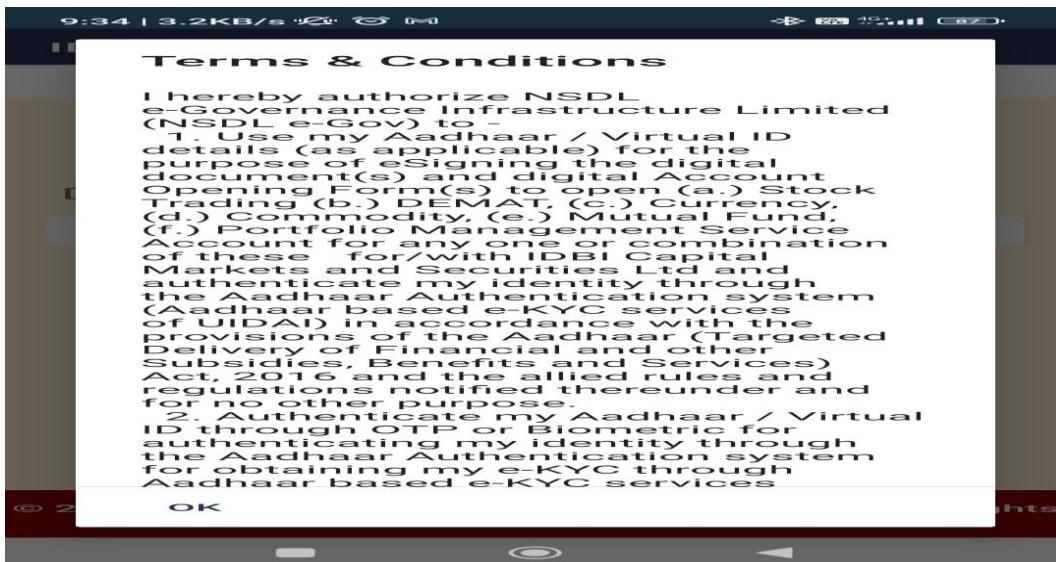 9:34 | 3.2KB/s
4G+
87
Terms & Conditions
I hereby authorize NSDL
e-Governance Infrastructure Limited
(NSDL e-Gov) to -
1. Use my Aadhaar / Virtual ID
details (as applicable) for the
purpose of eSigning the digital
document(s) and digital Account
Opening Form(s) to open (a.) Stock
Trading (b.) DEMAT, (c.) Currency,
(d.) Commodity, (e.) Mutual Fund,
(f.) Portfolio Management Service
Account for any one or combination
of these for/with IDBI Capital
Markets and Securities Ltd and
authenticate my identity through
the Aadhaar Authentication system
(Aadhaar based e-KYC services
of UIDAI) in accordance with the
provisions of the Aadhaar (Targeted
Delivery of Financial and other
Subsidies, Benefits and Services)
Act, 2016 and the allied rules and
regulations notified thereunder and
for no other purpose.
2. Authenticate my Aadhaar / Virtual
ID through OTP or Biometric for
authenticating my identity through
the Aadhaar Authentication system
for obtaining my e-KYC through
Aadhaar based e-KYC services
OK
© 2
hts